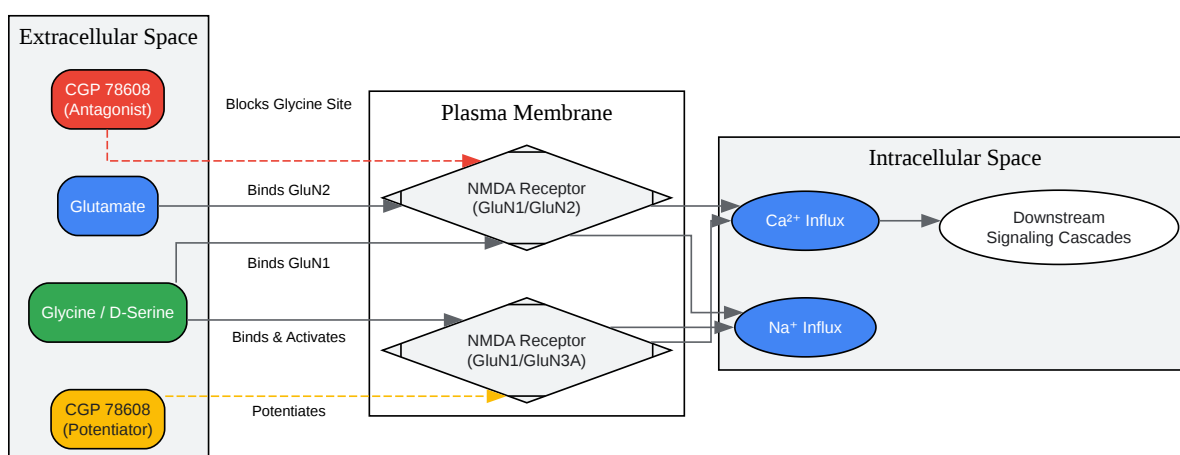 Extracellular Space
CGP 78608
(Antagonist)
Glutamate
Glycine / D-Serine
CGP 78608
(Potentiator)
Blocks Glycine Site
Binds GluN2
Binds GluN1
Binds & Activates
Potentiates
Plasma Membrane
NMDA Receptor
(GluN1/GluN2)
NMDA Receptor
(GluN1/GluN3A)
Intracellular Space
Ca²⁺ Influx
Na⁺ Influx
Downstream
Signaling Cascades